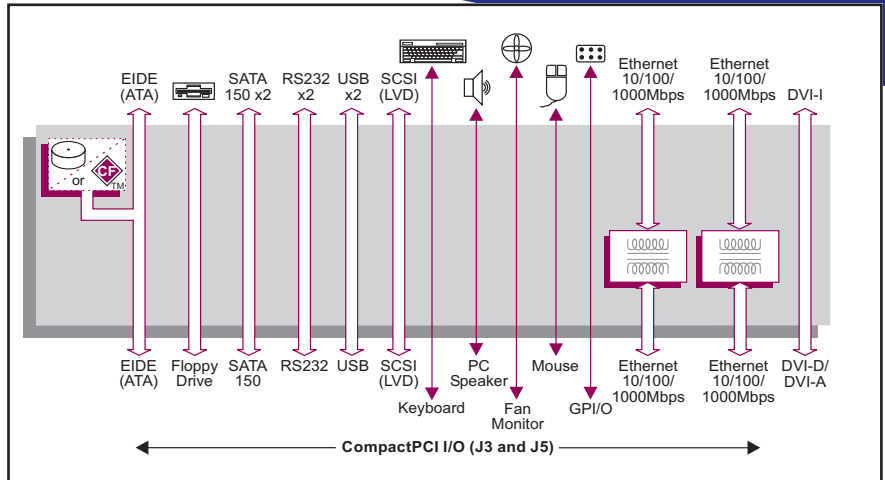 EIDE
(ATA)
SATA
150 x2
RS232
x2
USB
x2
SCSI
(LVD)
Ethernet
10/100/
1000Mbps
Ethernet
10/100/
1000Mbps
DVI-I
or
CF
TM
EIDE
(ATA)
Floppy
Drive
SATA
150
RS232
USB
SCSI
(LVD)
Keyboard
PC
Speaker
Fan
Monitor
Mouse
GPI/O
Ethernet
10/100/
1000Mbps
Ethernet
10/100/
1000Mbps
DVI-D/
DVI-A
CompactPCI I/O (J3 and J5)